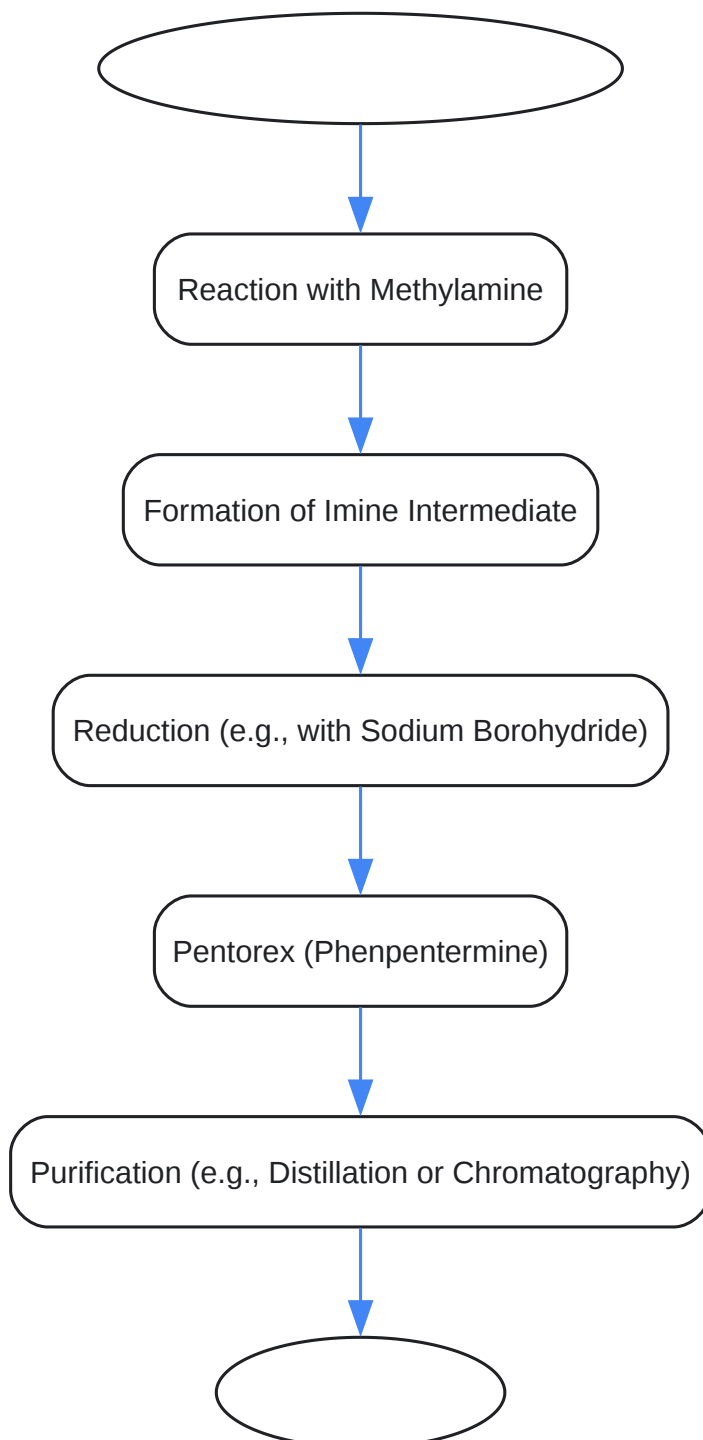 Reaction with Methylamine
Formation of Imine Intermediate
Reduction (e.g., with Sodium Borohydride)
Pentorex (Phenpentermine)
Purification (e.g., Distillation or Chromatography)